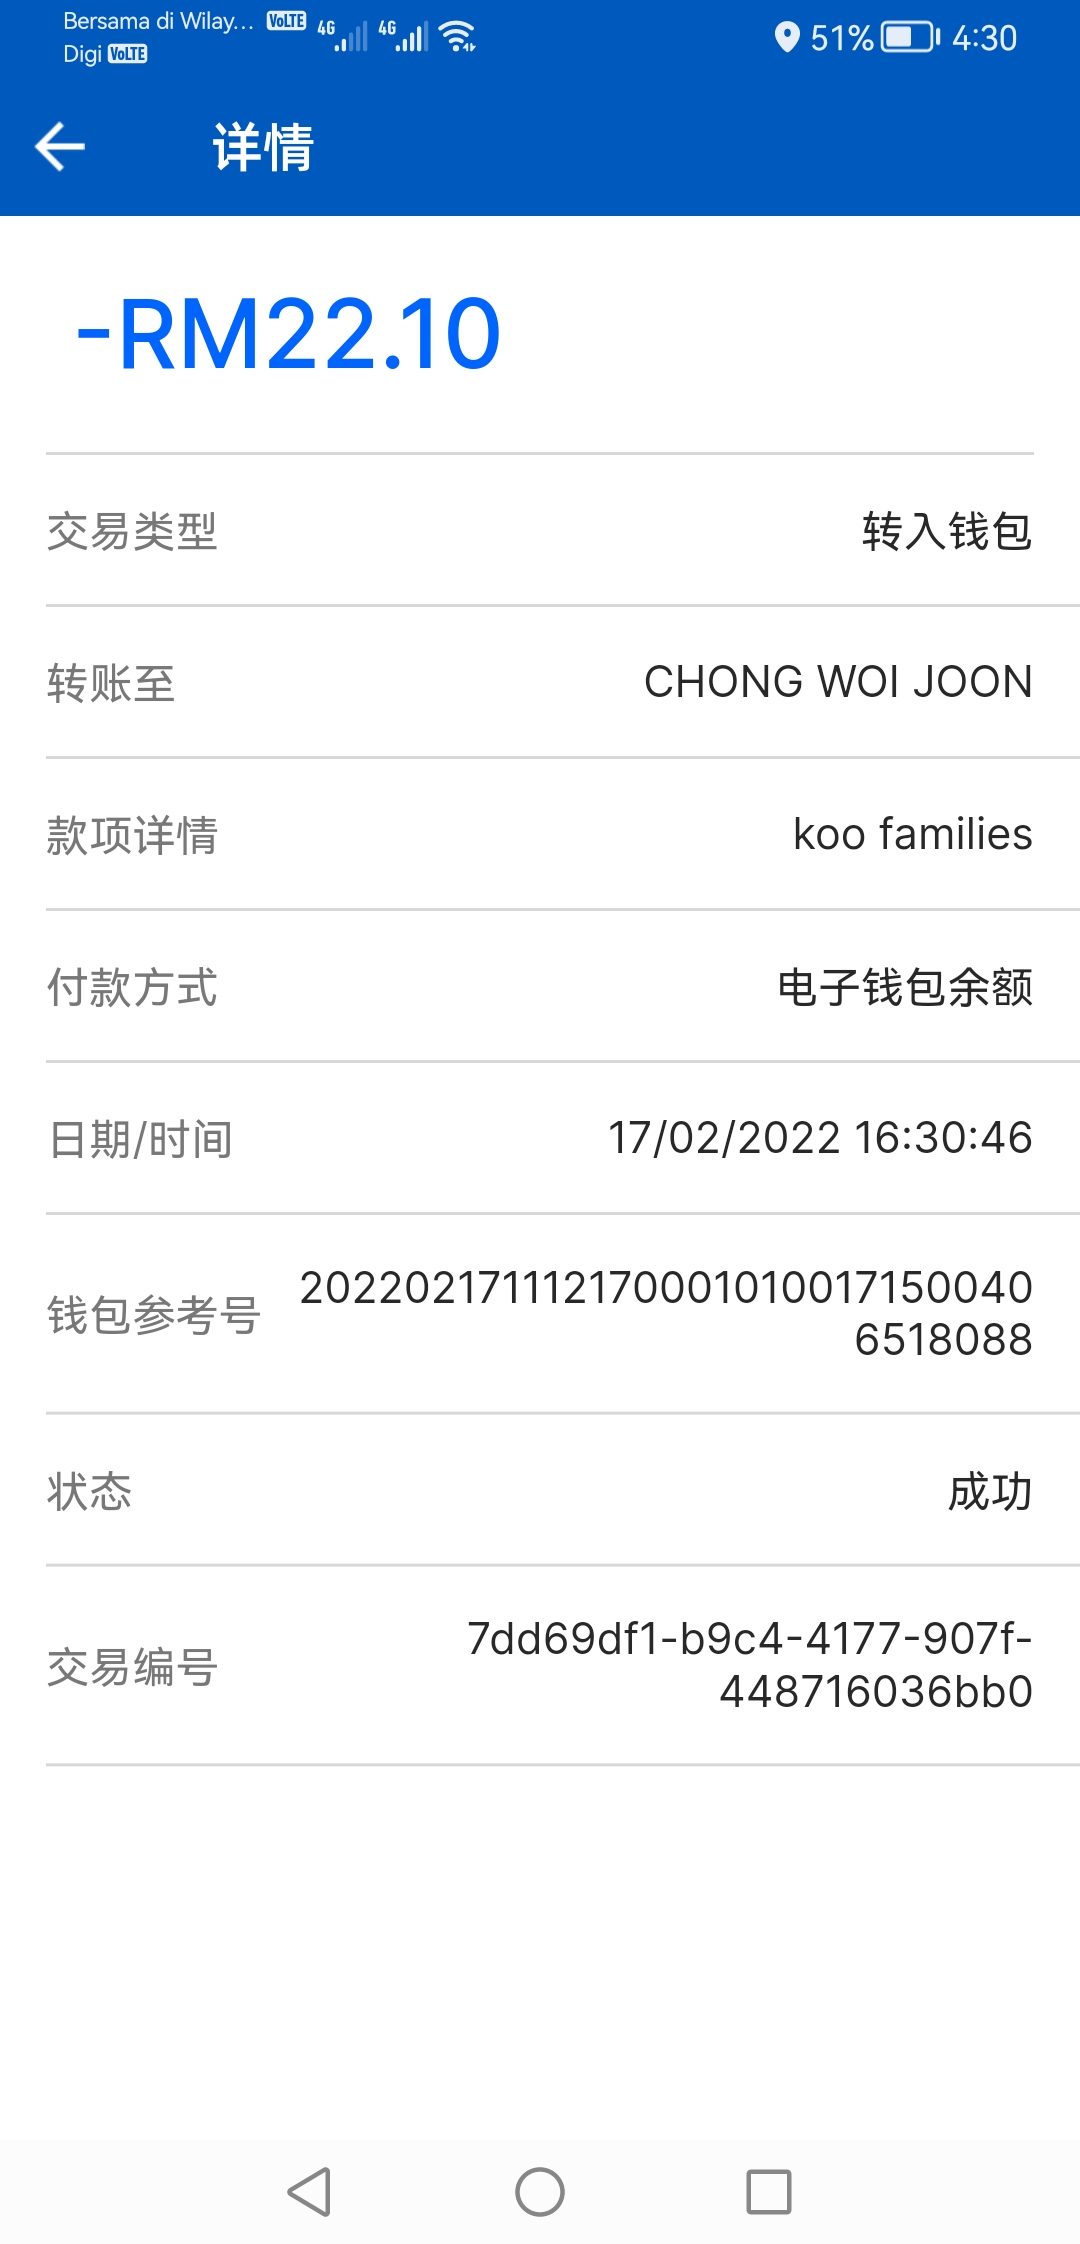 Bersama di Wilay... VoLTE 4G 4G 51% 4:30
Digi VoLTE
详情
-RM22.10
交易类型 转入钱包
转账至 CHONG WOI JOON
款项详情 koo families
付款方式 电子钱包余额
日期/时间 17/02/2022 16:30:46
钱包参考号 202202171112170001010017150040
6518088
状态 成功
交易编号 7dd69df1-b9c4-4177-907f-
448716036bb0